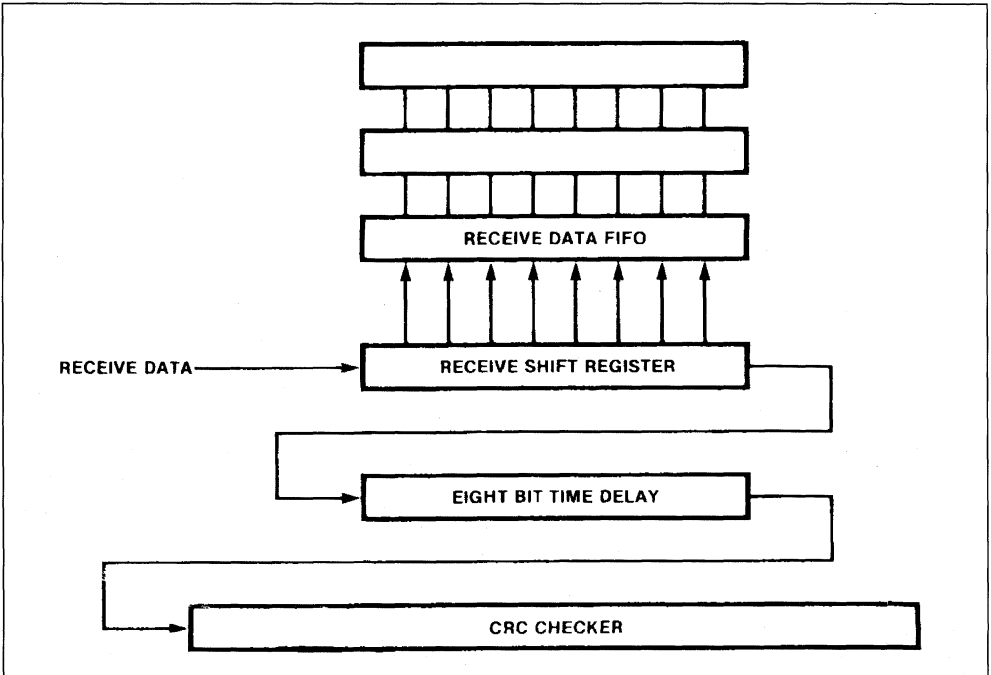 RECEIVE DATA FIFO
RECEIVE DATA
RECEIVE SHIFT REGISTER
EIGHT BIT TIME DELAY
CRC CHECKER